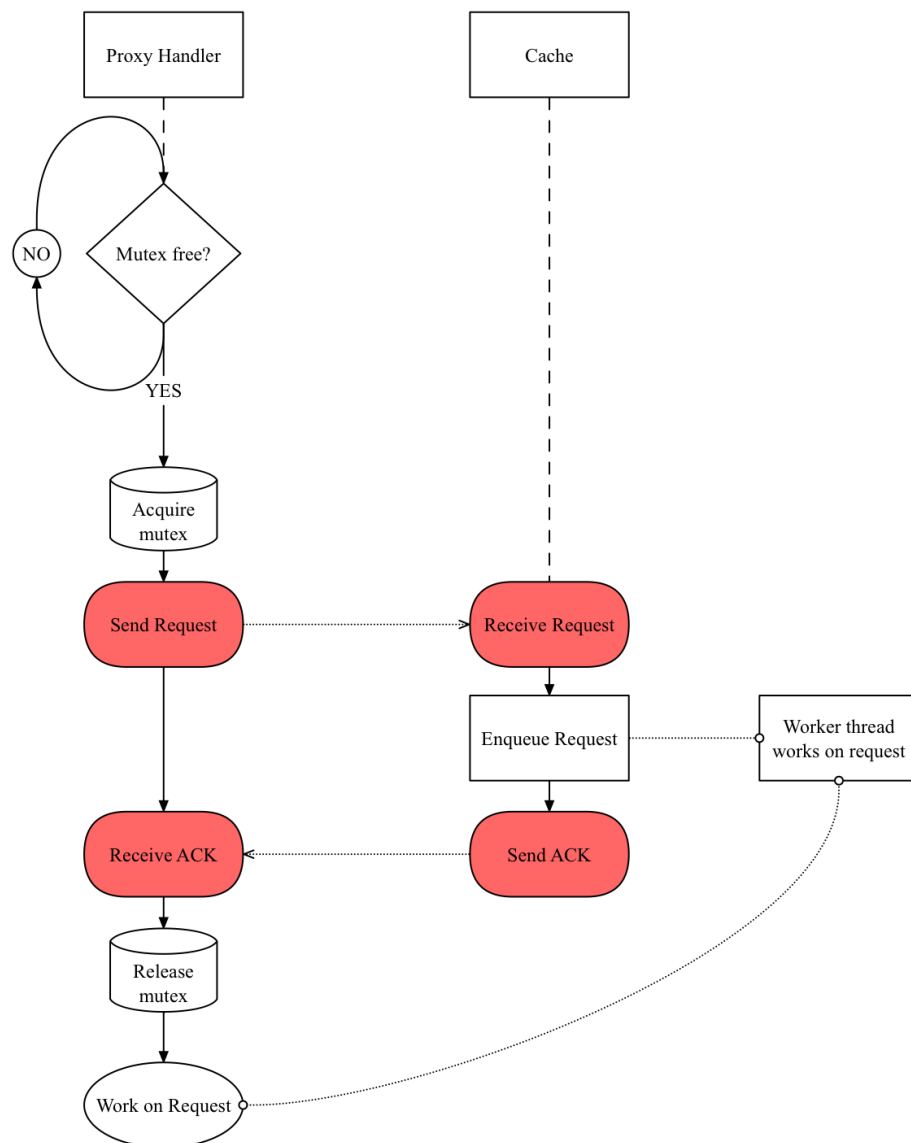 Proxy Handler
Cache
NO
Mutex free?
YES
Acquire
mutex
Send Request
Receive Request
Enqueue Request
Worker thread
works on request
Receive ACK
Send ACK
Release
mutex
Work on Request